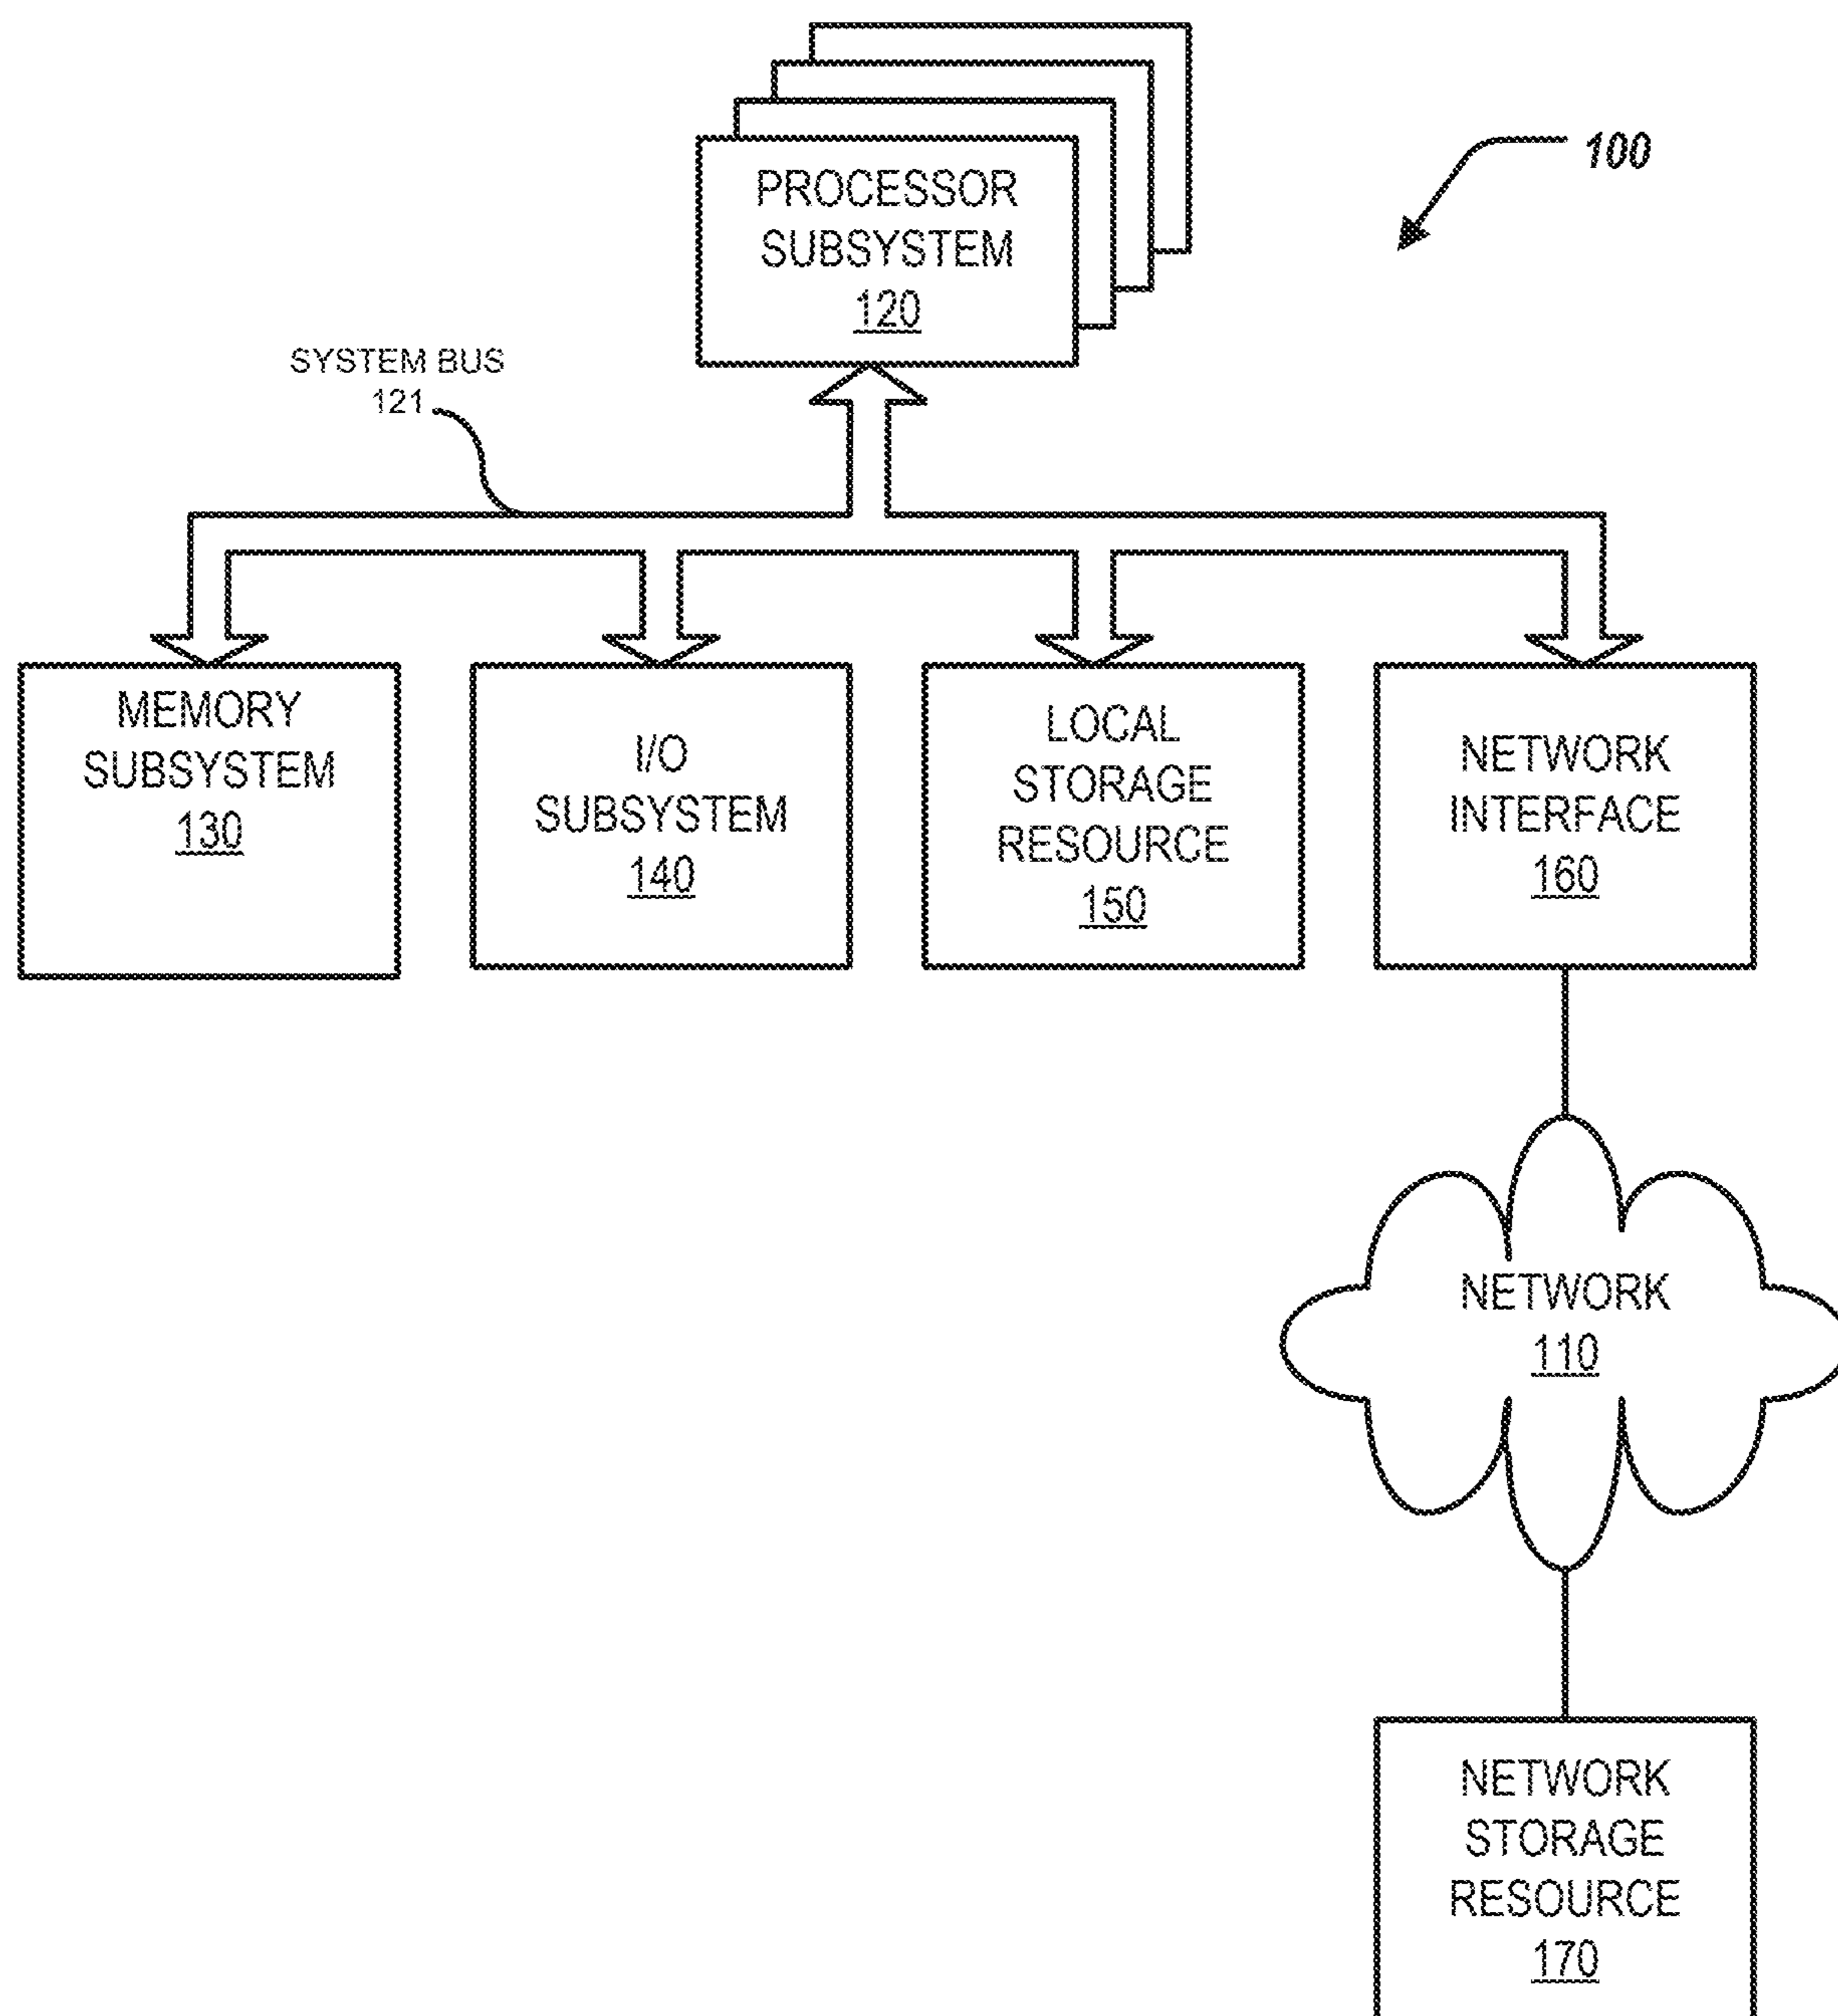 100
PROCESSOR
SUBSYSTEM
120
SYSTEM BUS
121
MEMORY
SUBSYSTEM
130
I/O
SUBSYSTEM
140
LOCAL
STORAGE
RESOURCE
150
NETWORK
INTERFACE
160
NETWORK
110
NETWORK
STORAGE
RESOURCE
170